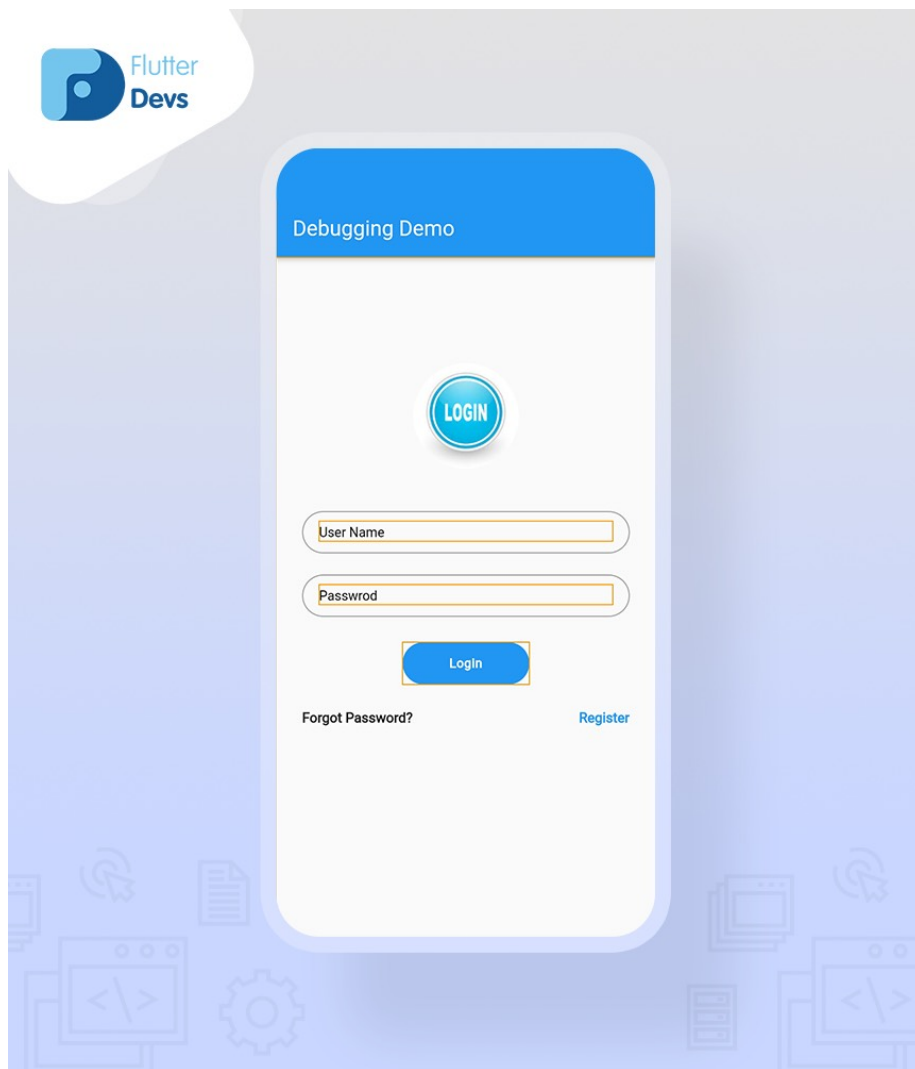 Flutter
Devs
Debugging Demo
LOGIN
User Name
Passwrod
LogIn
Forgot Password?
Register